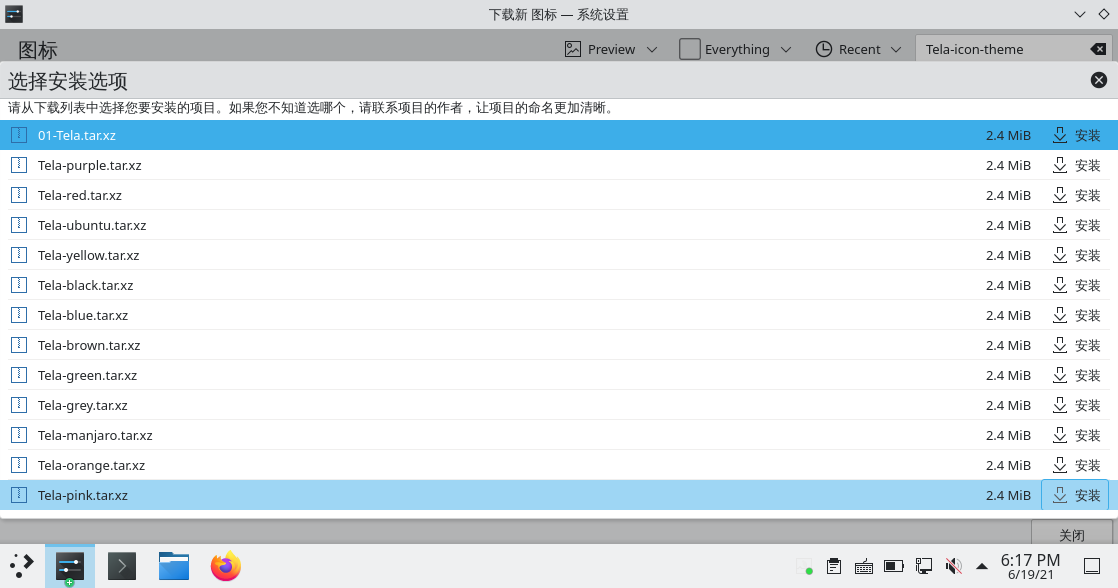 下载新 图标 — 系统设置
图标 Preview Everything Recent Tela-icon-theme
选择安装选项
请从下载列表中选择您要安装的项目。如果您不知道选哪个，请联系项目的作者，让项目的命名更加清晰。
01-Tela.tar.xz 2.4 MiB 安装
Tela-purple.tar.xz 2.4 MiB 安装
Tela-red.tar.xz 2.4 MiB 安装
Tela-ubuntu.tar.xz 2.4 MiB 安装
Tela-yellow.tar.xz 2.4 MiB 安装
Tela-black.tar.xz 2.4 MiB 安装
Tela-blue.tar.xz 2.4 MiB 安装
Tela-brown.tar.xz 2.4 MiB 安装
Tela-green.tar.xz 2.4 MiB 安装
Tela-grey.tar.xz 2.4 MiB 安装
Tela-manjaro.tar.xz 2.4 MiB 安装
Tela-orange.tar.xz 2.4 MiB 安装
Tela-pink.tar.xz 2.4 MiB 安装
关闭
6:17 PM
6/19/21